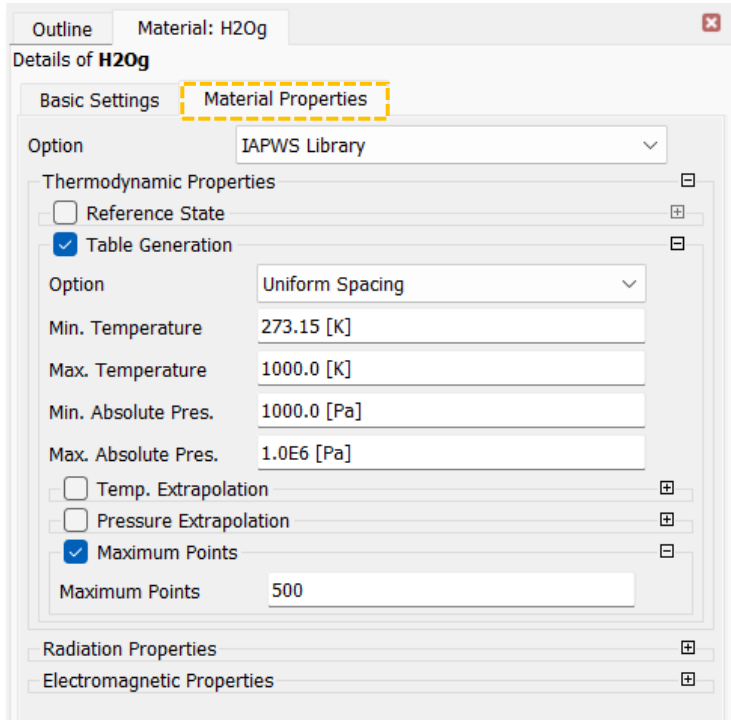 Outline Material: H2Og
Details of H2Og
Basic Settings Material Properties
Option IAPWS Library
Thermodynamic Properties
Reference State
Table Generation
Option Uniform Spacing
Min. Temperature 273.15 [K]
Max. Temperature 1000.0 [K]
Min. Absolute Pres. 1000.0 [Pa]
Max. Absolute Pres. 1.0E6 [Pa]
Temp. Extrapolation
Pressure Extrapolation
Maximum Points
Maximum Points 500
Radiation Properties
Electromagnetic Properties